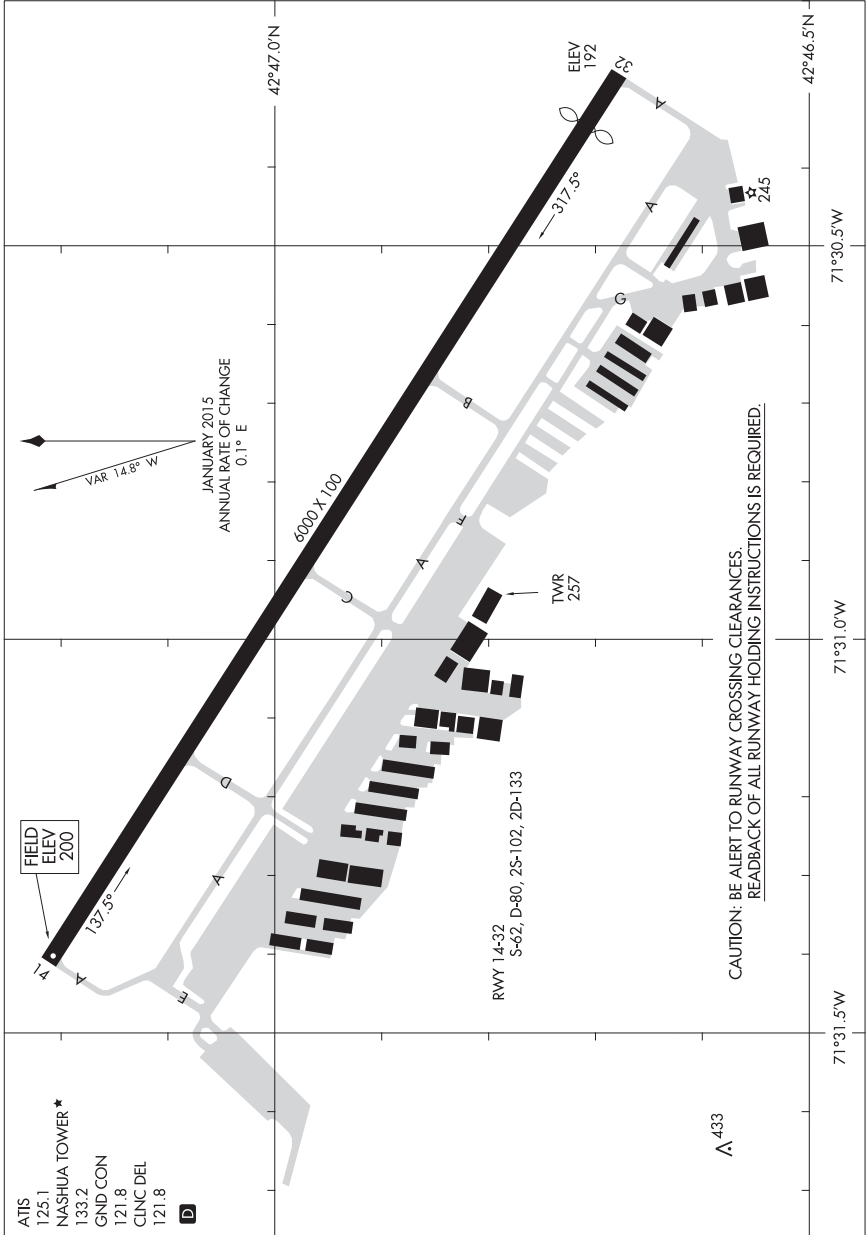 ATIS
125.1
NASHUA TOWER
133.2
GND CON
121.8
CLNC DEL
121.8
D
FIELD
ELEV
200
14
137.5°
A
E
A
D
C
A
F
B
A
G
A
6000 X 100
317.5°
32
ELEV
192
VAR 14.8° W
JANUARY 2015
ANNUAL RATE OF CHANGE
0.1° E
42°47.0'N
42°46.5'N
71°30.5'W
71°31.0'W
71°31.5'W
245
TWR
257
433
RWY 14-32
S-62, D-80, 2S-102, 2D-133
CAUTION: BE ALERT TO RUNWAY CROSSING CLEARANCES.
READBACK OF ALL RUNWAY HOLDING INSTRUCTIONS IS REQUIRED.